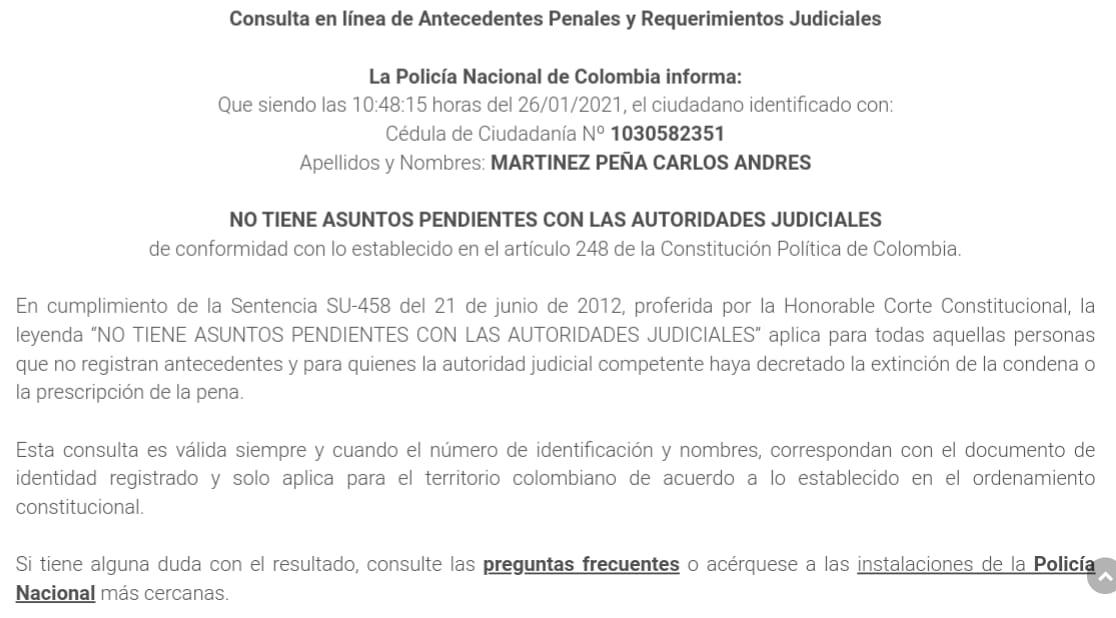 Consulta en línea de Antecedentes Penales y Requerimientos Judiciales
La Policía Nacional de Colombia informa:
Que siendo las 10:48:15 horas del 26/01/2021, el ciudadano identificado con:
Cédula de Ciudadanía Nº 1030582351
Apellidos y Nombres: MARTINEZ PEÑA CARLOS ANDRES
NO TIENE ASUNTOS PENDIENTES CON LAS AUTORIDADES JUDICIALES
de conformidad con lo establecido en el artículo 248 de la Constitución Política de Colombia.
En cumplimiento de la Sentencia SU-458 del 21 de junio de 2012, proferida por la Honorable Corte Constitucional, la
leyenda “NO TIENE ASUNTOS PENDIENTES CON LAS AUTORIDADES JUDICIALES” aplica para todas aquellas personas
que no registran antecedentes y para quienes la autoridad judicial competente haya decretado la extinción de la condena o
la prescripción de la pena.
Esta consulta es válida siempre y cuando el número de identificación y nombres, correspondan con el documento de
identidad registrado y solo aplica para el territorio colombiano de acuerdo a lo establecido en el ordenamiento
constitucional.
Si tiene alguna duda con el resultado, consulte las preguntas frecuentes o acérquese a las instalaciones de la Policía
Nacional más cercanas.